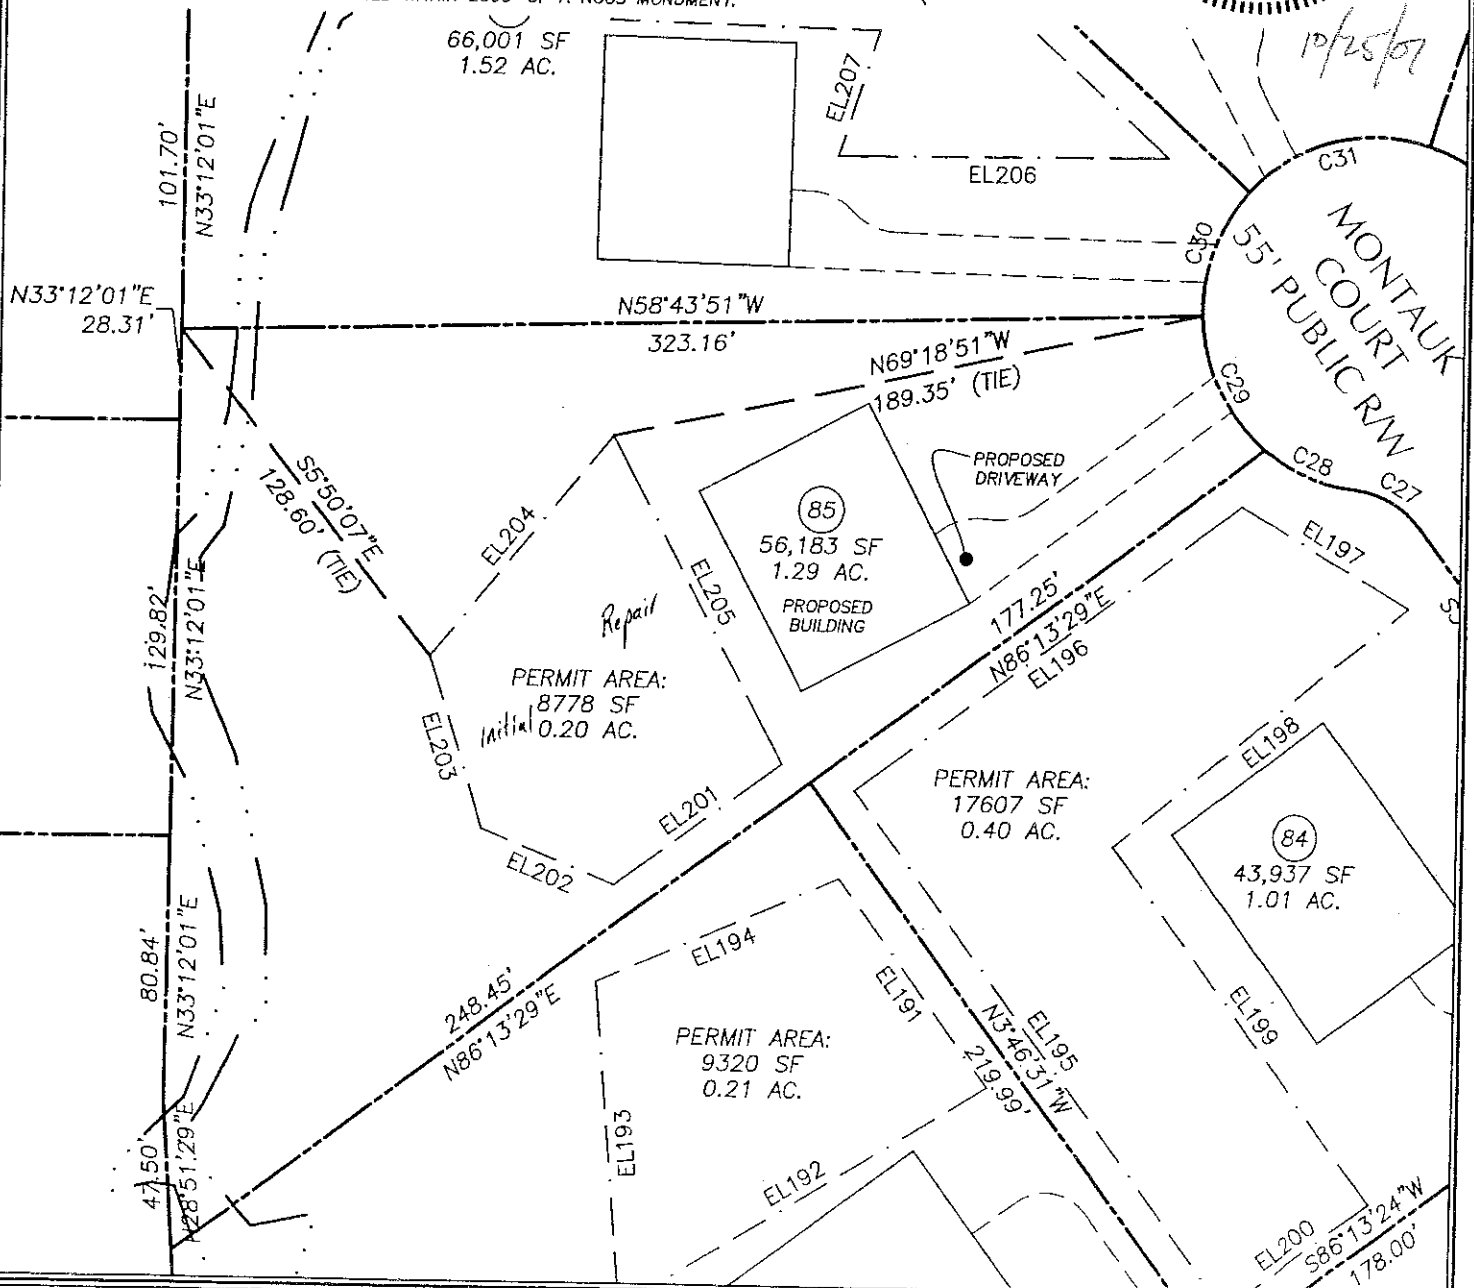 66,001 SF
1.52 AC.
10/25/07
EL207
EL206
C31
C30
MONTAUK
COURT
55' PUBLIC R/W
101.70'
N33°12'01"E
N33°12'01"E
28.31'
N58°43'51"W
323.16'
N69°18'51"W
189.35' (TIE)
C29
C28
C27
S5°50'07"E
128.60' (TIE)
EL204
EL205
PROPOSED
DRIVEWAY
85
56,183 SF
1.29 AC.
PROPOSED
BUILDING
EL197
129.82'
N33°12'01"E
Repair
PERMIT AREA:
8778 SF
Initial 0.20 AC.
EL203
EL202
EL201
177.25'
N86°13'29"E
EL196
PERMIT AREA:
17607 SF
0.40 AC.
EL198
84
43,937 SF
1.01 AC.
80.84'
N33°12'01"E
248.45'
N86°13'29"E
EL194
EL191
PERMIT AREA:
9320 SF
0.21 AC.
EL195
N3°46'31"W
219.99'
EL199
EL193
EL192
47.50'
N28°51'29"E
EL200
S86°13'24"W
178.00'